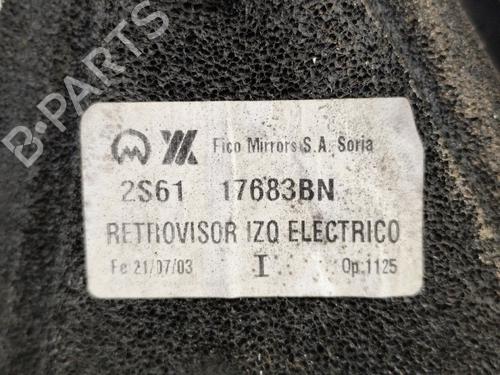 Fico Mirrors S.A. Soria
2S61 17683BN
RETROVISOR IZQ ELECTRICO
Fe 21/07/03 I Op.1125
B-PARTS